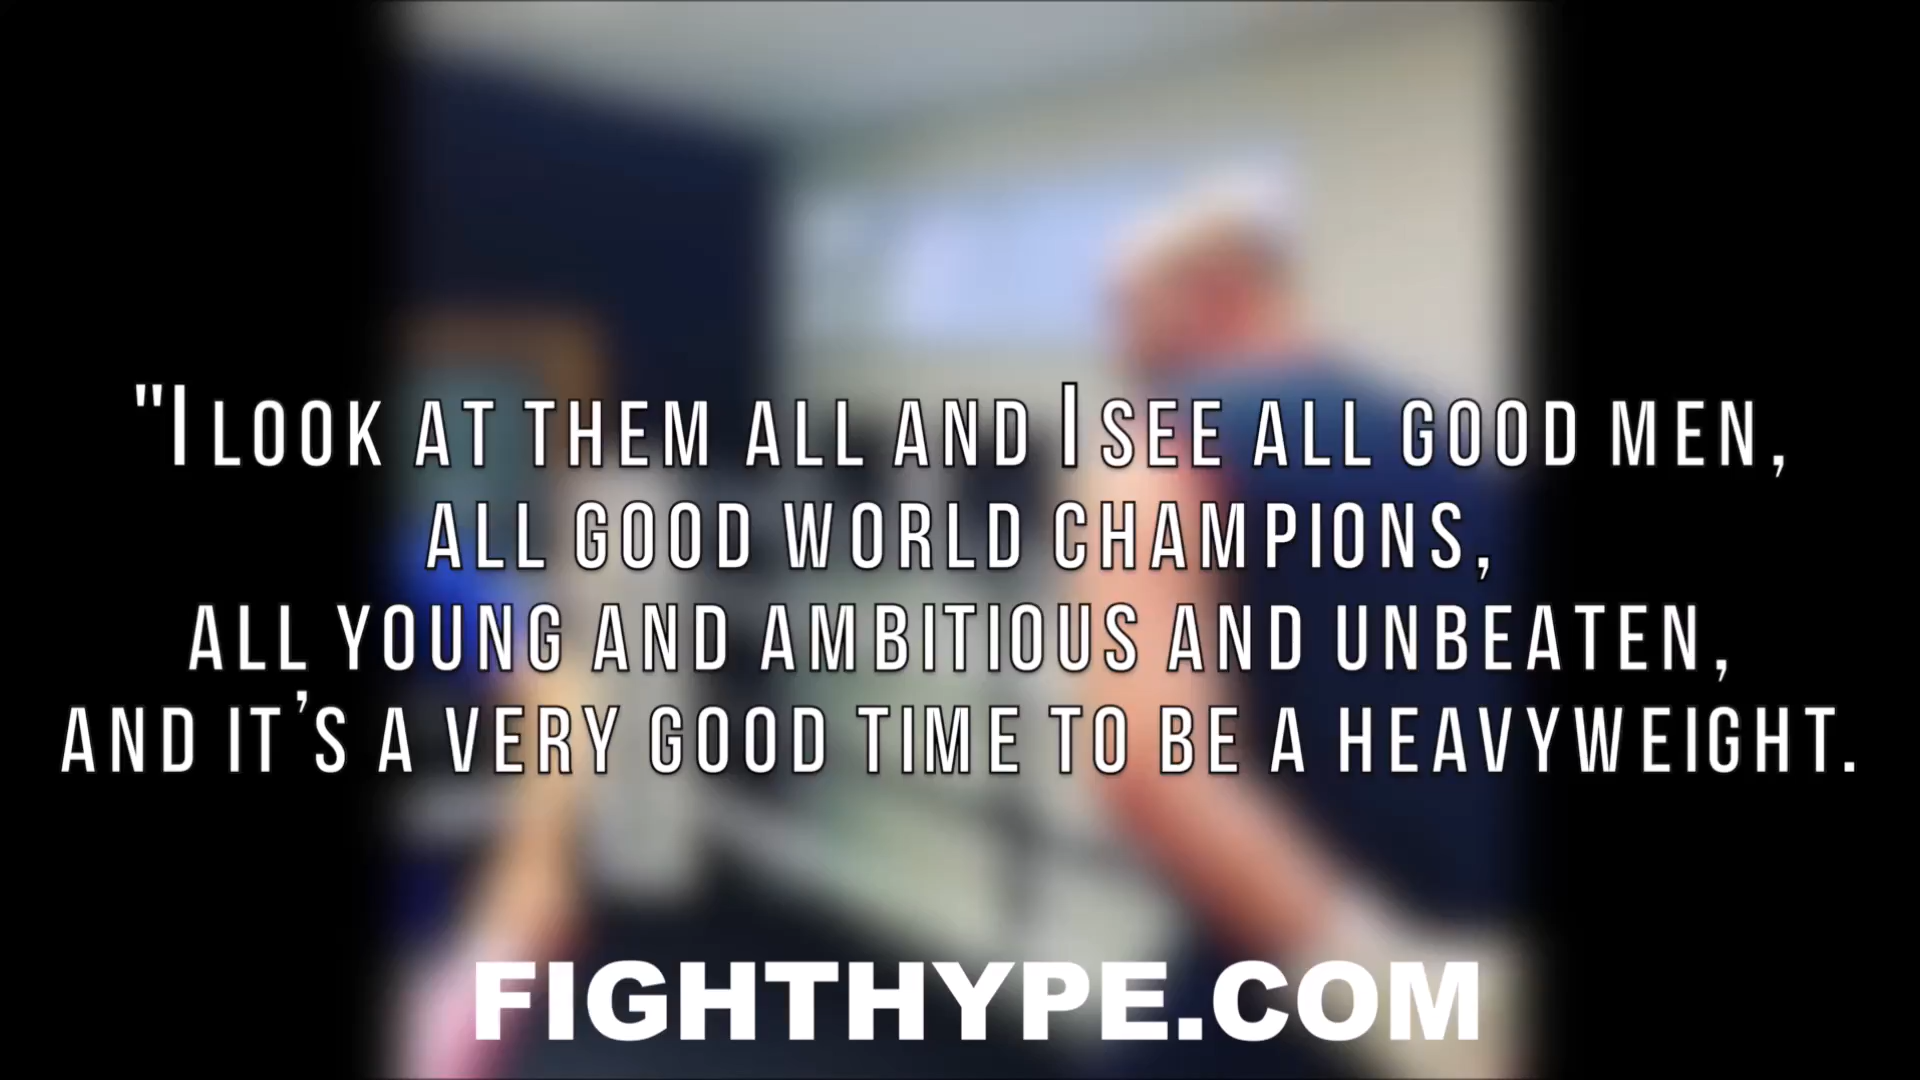 "I LOOK AT THEM ALL AND I SEE ALL GOOD MEN,
ALL GOOD WORLD CHAMPIONS,
ALL YOUNG AND AMBITIOUS AND UNBEATEN,
AND IT’S A VERY GOOD TIME TO BE A HEAVYWEIGHT.
FIGHTHYPE.COM